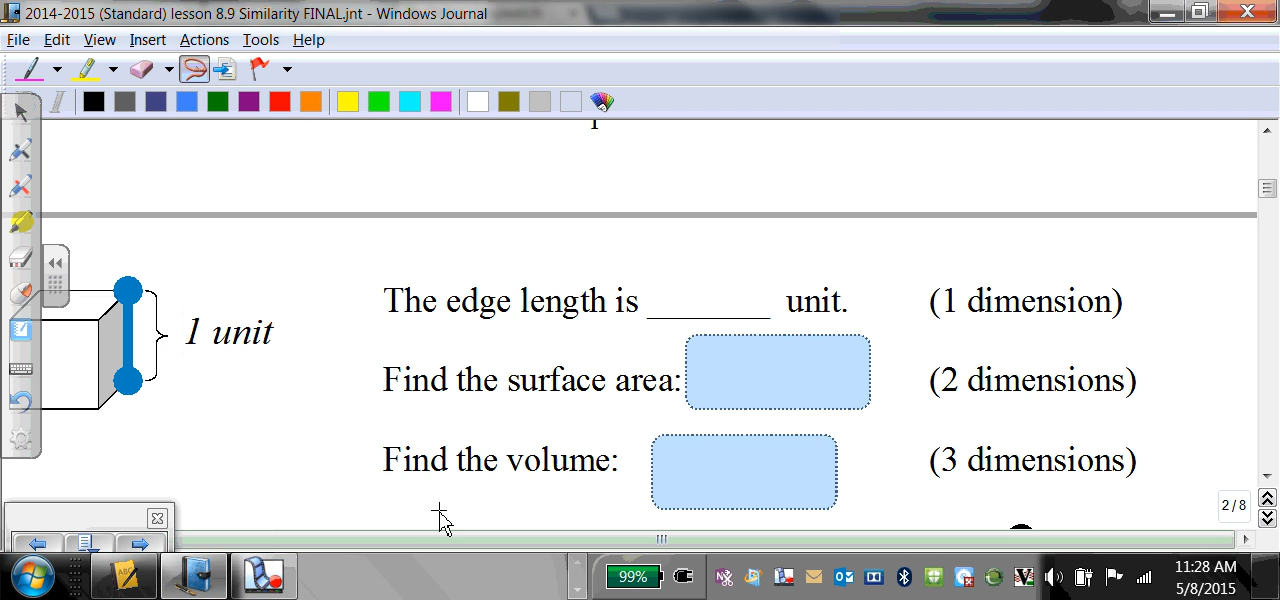 2014-2015 (Standard) lesson 8.9 Similarity FINAL.jnt - Windows Journal
File Edit View Insert Actions Tools Help
The edge length is ________ unit. (1 dimension)
1 unit
Find the surface area: (2 dimensions)
Find the volume: (3 dimensions)
2 / 8
99%
11:28 AM
5/8/2015